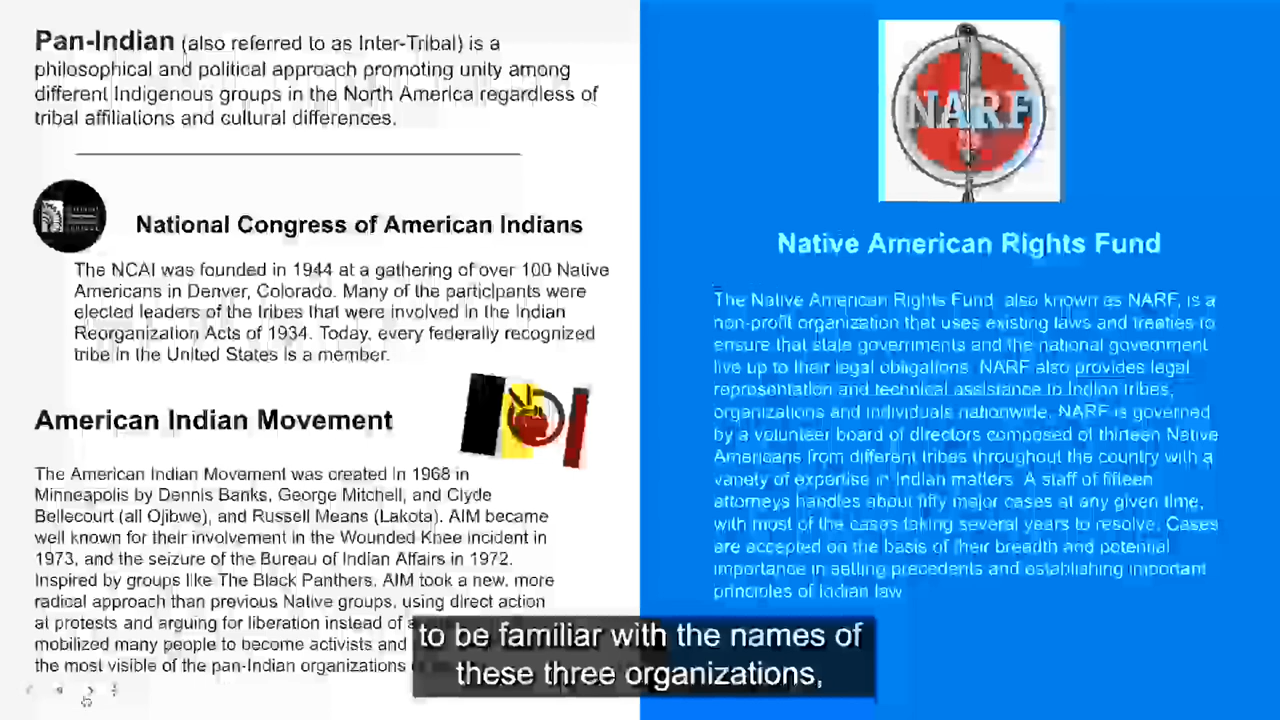 Pan-Indian (also referred to as Inter-Tribal) is a
philosophical and political approach promoting unity among
different Indigenous groups in the North America regardless of
tribal affiliations and cultural differences.
National Congress of American Indians
The NCAI was founded in 1944 at a gathering of over 100 Native
Americans in Denver, Colorado. Many of the participants were
elected leaders of the tribes that were involved in the Indian
Reorganization Acts of 1934. Today, every federally recognized
tribe in the United States is a member.
American Indian Movement
The American Indian Movement was created in 1968 in
Minneapolis by Dennis Banks, George Mitchell, and Clyde
Bellecourt (all Ojibwe), and Russell Means (Lakota). AIM became
well known for their involvement in the Wounded Knee incident in
1973, and the seizure of the Bureau of Indian Affairs in 1972.
Inspired by groups like The Black Panthers, AIM took a new, more
radical approach than previous Native groups, using direct action
at protests and arguing for liberation instead of
mobilized many people to become activists and
the most visible of the pan-Indian organizations
NARF
Native American Rights Fund
The Native American Rights Fund, also known as NARF, is a
non-profit organization that uses existing laws and treaties to
ensure that state governments and the national government
live up to their legal obligations. NARF also provides legal
representation and technical assistance to Indian tribes,
organizations and individuals nationwide. NARF is governed
by a volunteer board of directors composed of thirteen Native
Americans from different tribes throughout the country with a
variety of expertise in Indian matters. A staff of fifteen
attorneys handles about fifty major cases at any given time,
with most of the cases taking several years to resolve. Cases
are accepted on the basis of their breadth and potential
importance in setting precedents and establishing important
principles of Indian law
to be familiar with the names of
these three organizations,